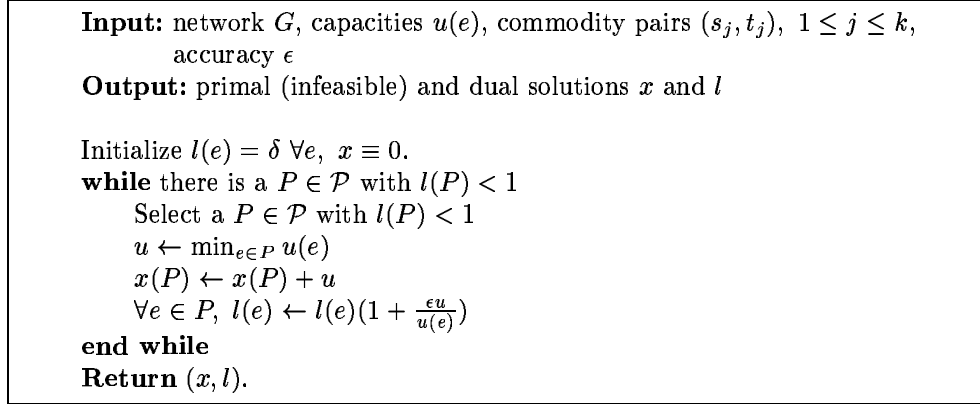 Input: network G, capacities u(e), commodity pairs (s_j, t_j), 1 ≤ j ≤ k,
accuracy ϵ
Output: primal (infeasible) and dual solutions x and l
Initialize l(e) = δ ∀e, x ≡ 0.
while there is a P ∈ 𝒫 with l(P) < 1
Select a P ∈ 𝒫 with l(P) < 1
u ← min_{e∈P} u(e)
x(P) ← x(P) + u
∀e ∈ P, l(e) ← l(e)(1 + ϵu/u(e))
end while
Return (x, l).